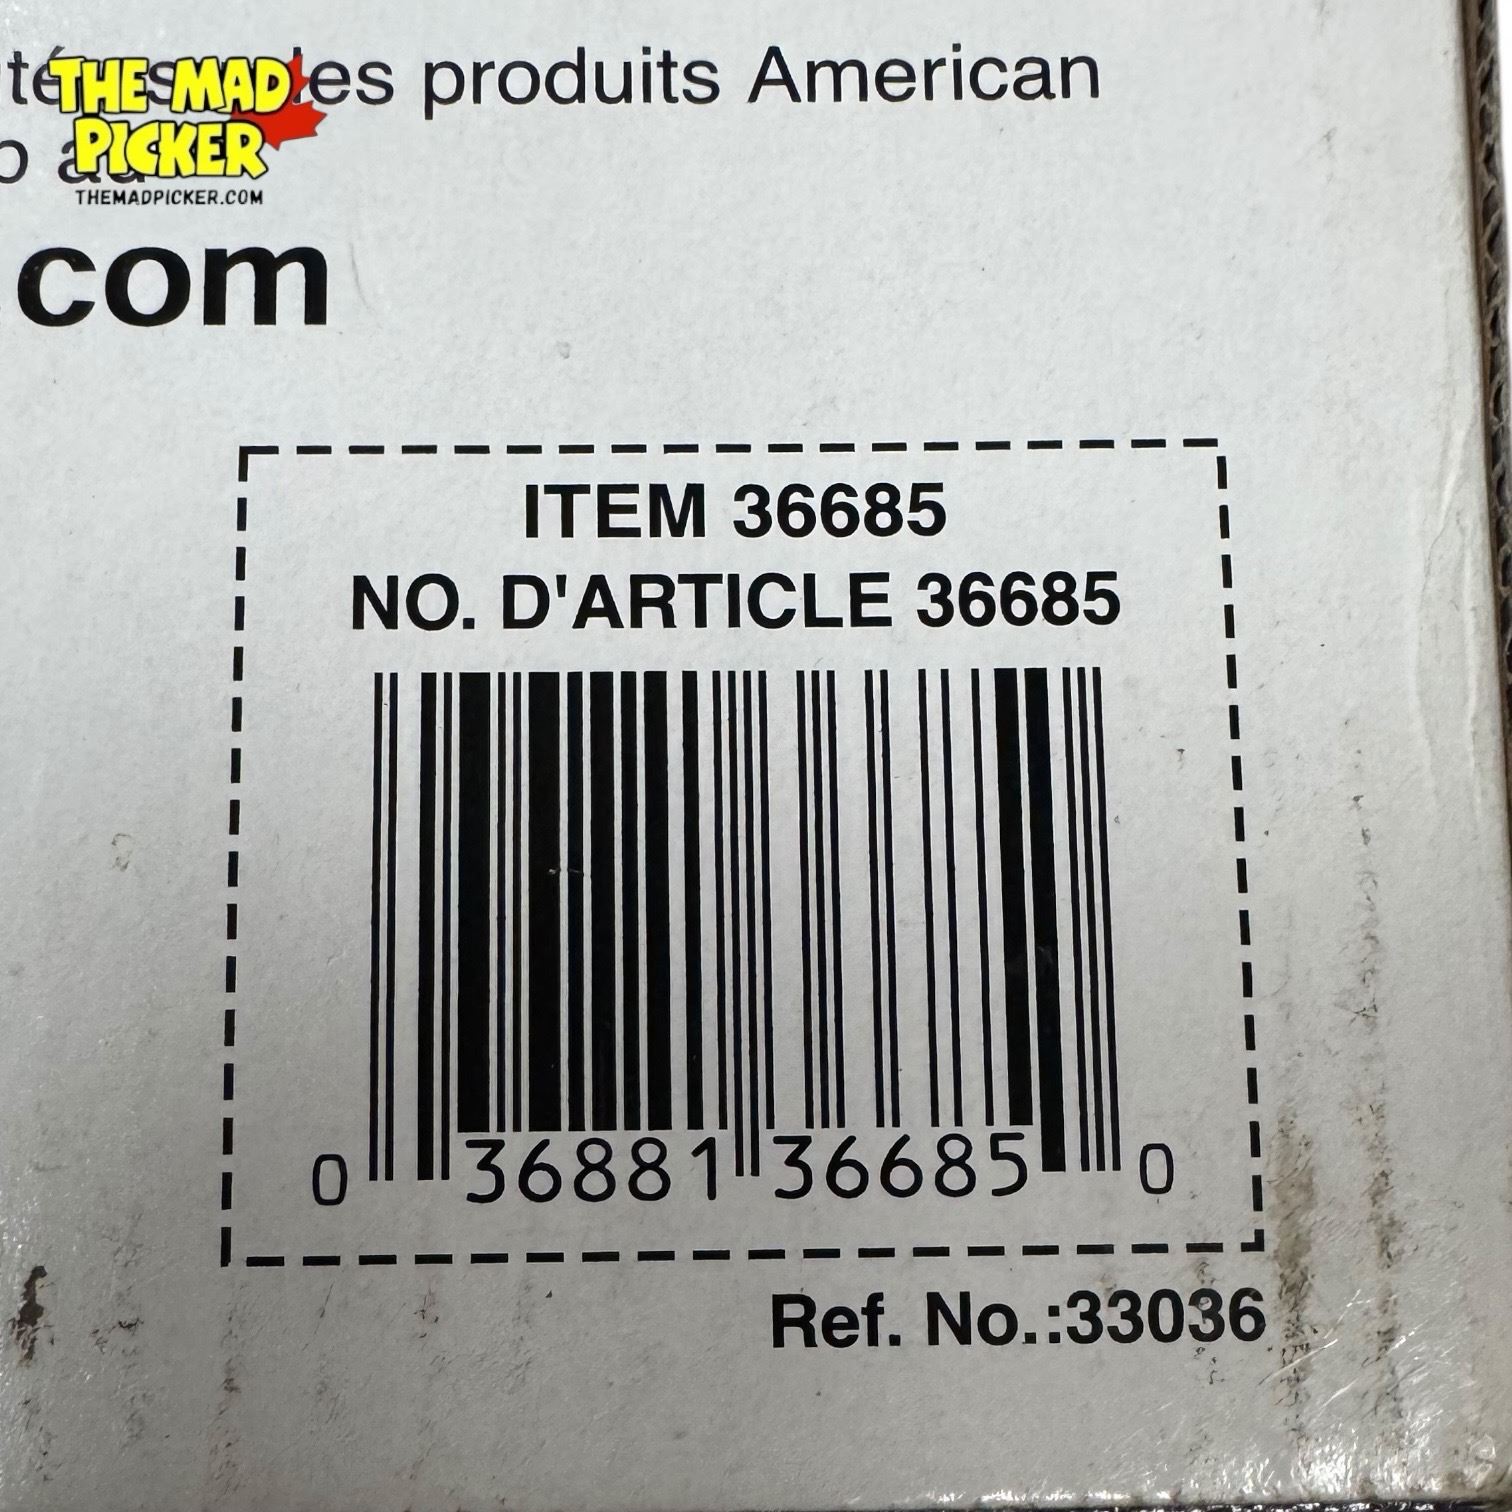 les produits American
THE MAD
PICKER
THEMADPICKER.COM
.com
ITEM 36685
NO. D'ARTICLE 36685
0 36881 36685 0
Ref. No.:33036